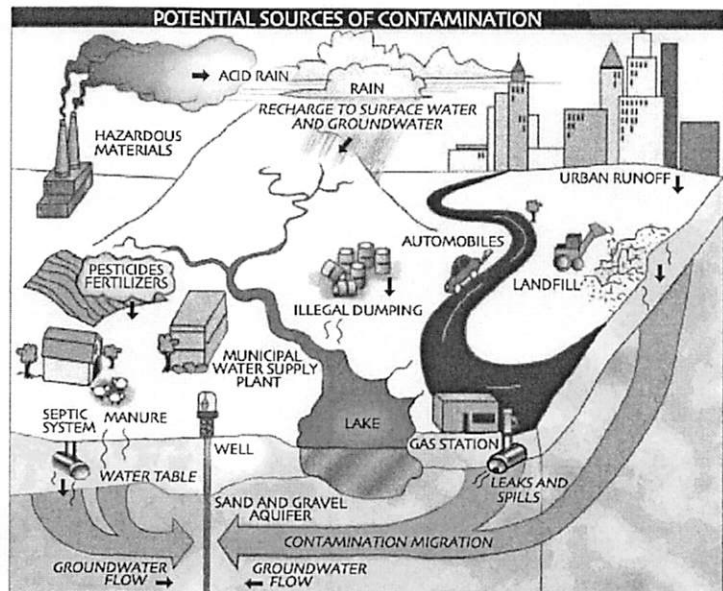 POTENTIAL SOURCES OF CONTAMINATION
ACID RAIN
RAIN
RECHARGE TO SURFACE WATER
AND GROUNDWATER
HAZARDOUS
MATERIALS
URBAN RUNOFF
AUTOMOBILES
PESTICIDES
FERTILIZERS
LANDFILL
ILLEGAL DUMPING
MUNICIPAL
WATER SUPPLY
PLANT
SEPTIC
SYSTEM
MANURE
LAKE
WELL
GAS STATION
WATER TABLE
LEAKS AND
SPILLS
SAND AND GRAVEL
AQUIFER
CONTAMINATION MIGRATION
GROUNDWATER
FLOW
GROUNDWATER
FLOW